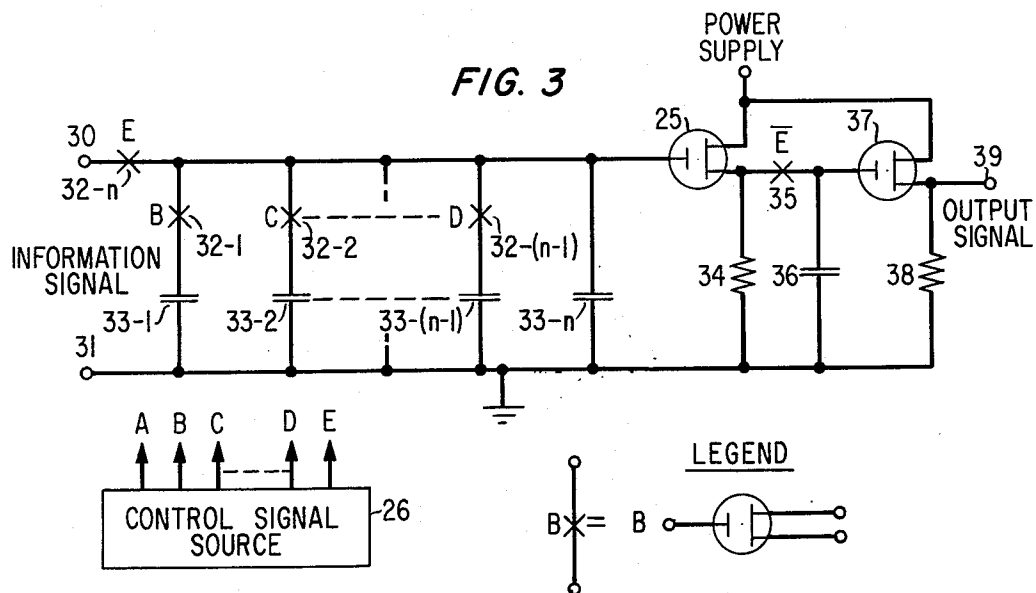 POWER
SUPPLY
FIG. 3
30 E
25
E̅
37
39
32-n
B
32-1
C
32-2
D
32-(n-1)
35
OUTPUT
SIGNAL
INFORMATION
SIGNAL
33-1
33-2
33-(n-1)
33-n
34
36
38
31
A B C D E
LEGEND
CONTROL SIGNAL
SOURCE
26
B = B